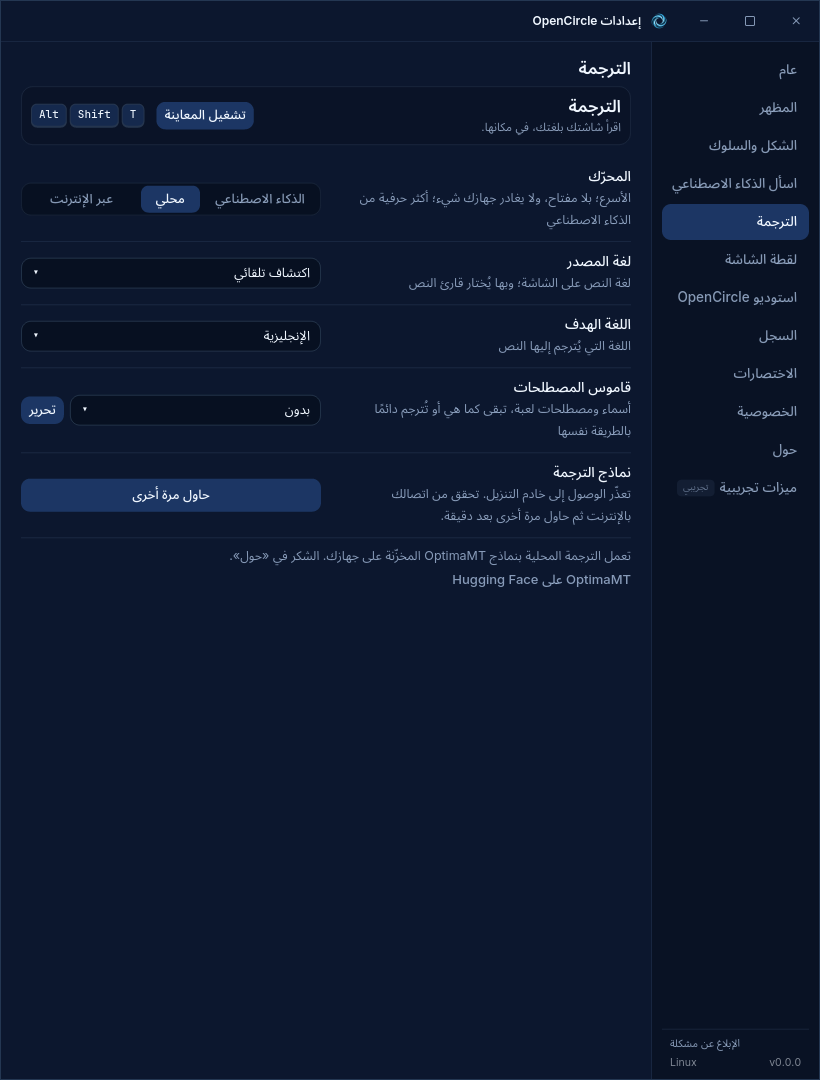 إعدادات OpenCircle
عام
المظهر
الشكل والسلوك
اسأل الذكاء الاصطناعي
الترجمة
لقطة الشاشة
استوديو OpenCircle
السجل
الاختصارات
الخصوصية
حول
ميزات تجريبية تجريبي
الإبلاغ عن مشكلة
v0.0.0 Linux
الترجمة
الترجمة
اقرأ شاشتك بلغتك، في مكانها.
تشغيل المعاينة
Alt Shift T
المحرّك
الأسرع؛ بلا مفتاح، ولا يغادر جهازك شيء؛ أكثر حرفية من
الذكاء الاصطناعي
الذكاء الاصطناعي محلي عبر الإنترنت
لغة المصدر
لغة النص على الشاشة؛ وبها يُختار قارئ النص
اكتشاف تلقائي
اللغة الهدف
اللغة التي يُترجم إليها النص
الإنجليزية
قاموس المصطلحات
أسماء ومصطلحات لعبة، تبقى كما هي أو تُترجم دائمًا
بالطريقة نفسها
بدون
تحرير
نماذج الترجمة
تعذّر الوصول إلى خادم التنزيل. تحقق من اتصالك
بالإنترنت ثم حاول مرة أخرى بعد دقيقة.
حاول مرة أخرى
تعمل الترجمة المحلية بنماذج OptimaMT المخزّنة على جهازك. الشكر في «حول».
OptimaMT على Hugging Face